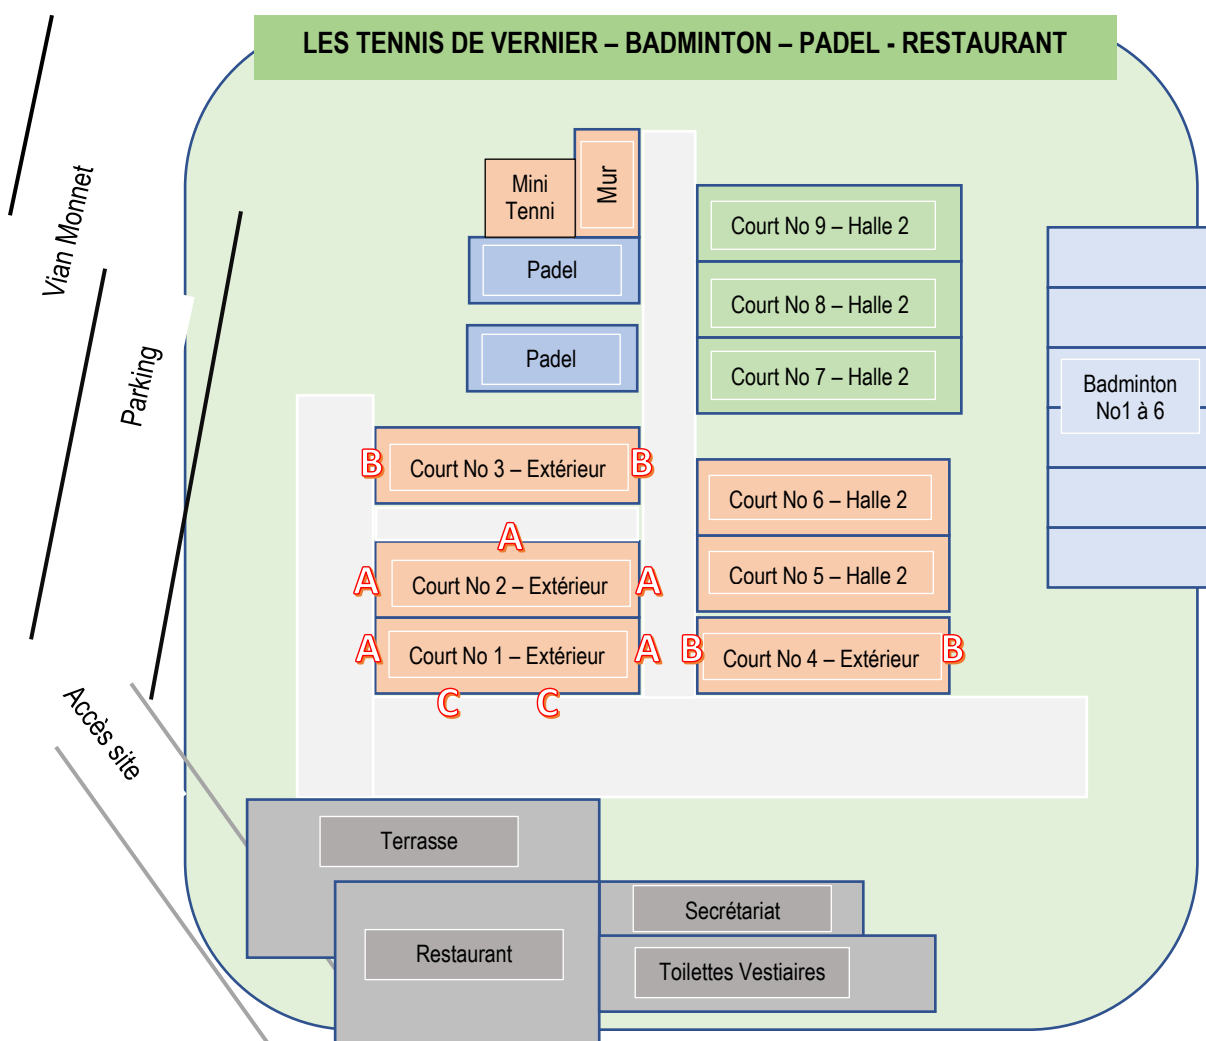 LES TENNIS DE VERNIER – BADMINTON – PADEL - RESTAURANT
Vian Monnet
Parking
Accès site
Mini
Tenni
Mur
Padel
Padel
Court No 9 – Halle 2
Court No 8 – Halle 2
Court No 7 – Halle 2
Badminton
No1 à 6
B
Court No 3 – Extérieur
B
Court No 6 – Halle 2
A
A
Court No 2 – Extérieur
A
Court No 5 – Halle 2
A
Court No 1 – Extérieur
A
B
Court No 4 – Extérieur
B
C
C
Terrasse
Secrétariat
Restaurant
Toilettes Vestiaires